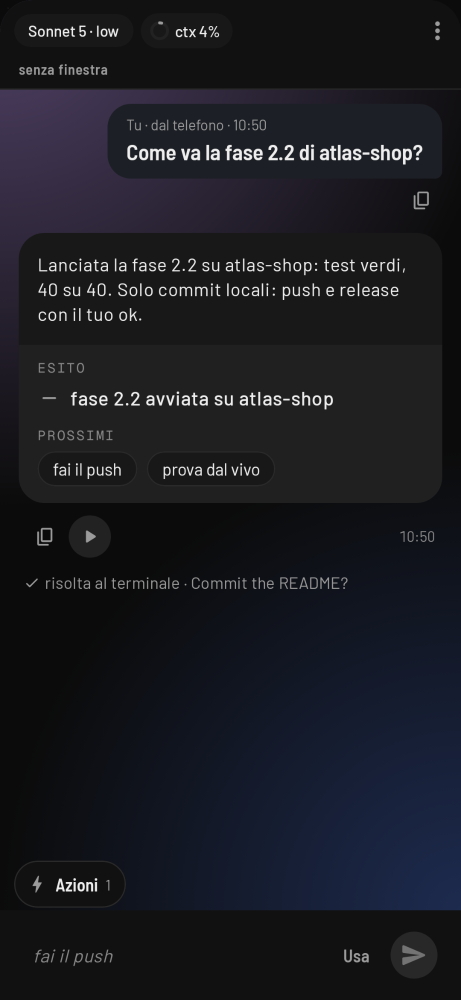 Sonnet 5 · low
ctx 4%
senza finestra
Tu · dal telefono · 10:50
Come va la fase 2.2 di atlas-shop?
Lanciata la fase 2.2 su atlas-shop: test verdi,
40 su 40. Solo commit locali: push e release
con il tuo ok.
ESITO
— fase 2.2 avviata su atlas-shop
PROSSIMI
fai il push
prova dal vivo
10:50
✓ risolta al terminale · Commit the README?
Azioni 1
fai il push
Usa